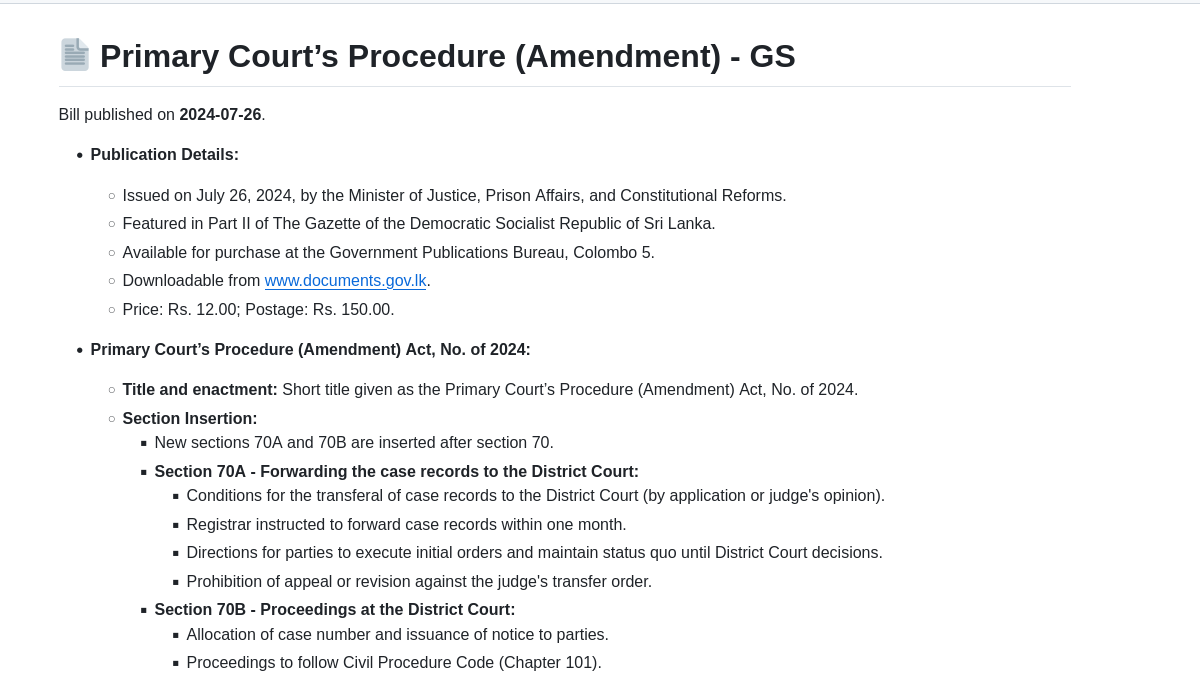 Primary Court’s Procedure (Amendment) - GS
Bill published on 2024-07-26.
Publication Details:
Issued on July 26, 2024, by the Minister of Justice, Prison Affairs, and Constitutional Reforms.
Featured in Part II of The Gazette of the Democratic Socialist Republic of Sri Lanka.
Available for purchase at the Government Publications Bureau, Colombo 5.
Downloadable from www.documents.gov.lk.
Price: Rs. 12.00; Postage: Rs. 150.00.
Primary Court’s Procedure (Amendment) Act, No. of 2024:
Title and enactment: Short title given as the Primary Court’s Procedure (Amendment) Act, No. of 2024.
Section Insertion:
New sections 70A and 70B are inserted after section 70.
Section 70A - Forwarding the case records to the District Court:
Conditions for the transferal of case records to the District Court (by application or judge's opinion).
Registrar instructed to forward case records within one month.
Directions for parties to execute initial orders and maintain status quo until District Court decisions.
Prohibition of appeal or revision against the judge's transfer order.
Section 70B - Proceedings at the District Court:
Allocation of case number and issuance of notice to parties.
Proceedings to follow Civil Procedure Code (Chapter 101).